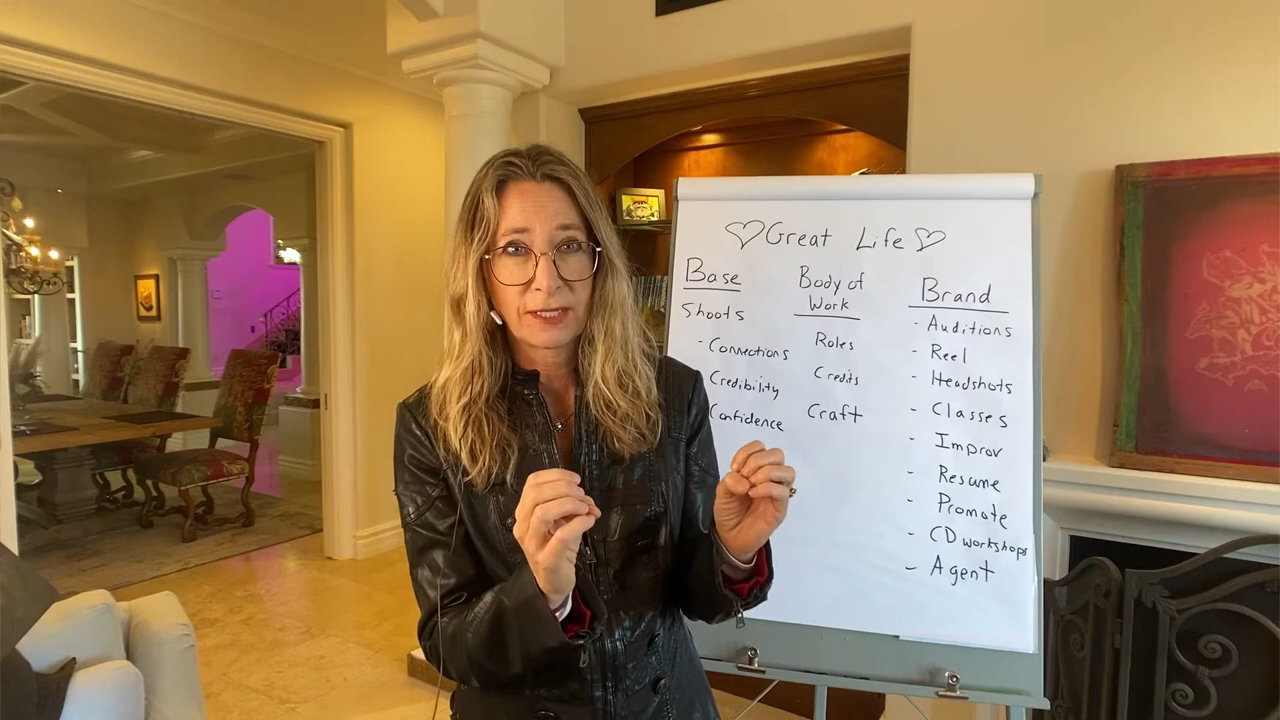 Great Life
Base
Shoots
- Connections
Credibility
Confidence
Body of
Work
Roles
Credits
Craft
Brand
- Auditions
- Reel
- Headshots
- Classes
- Improv
- Resume
- Promote
- CD workshops
- Agent